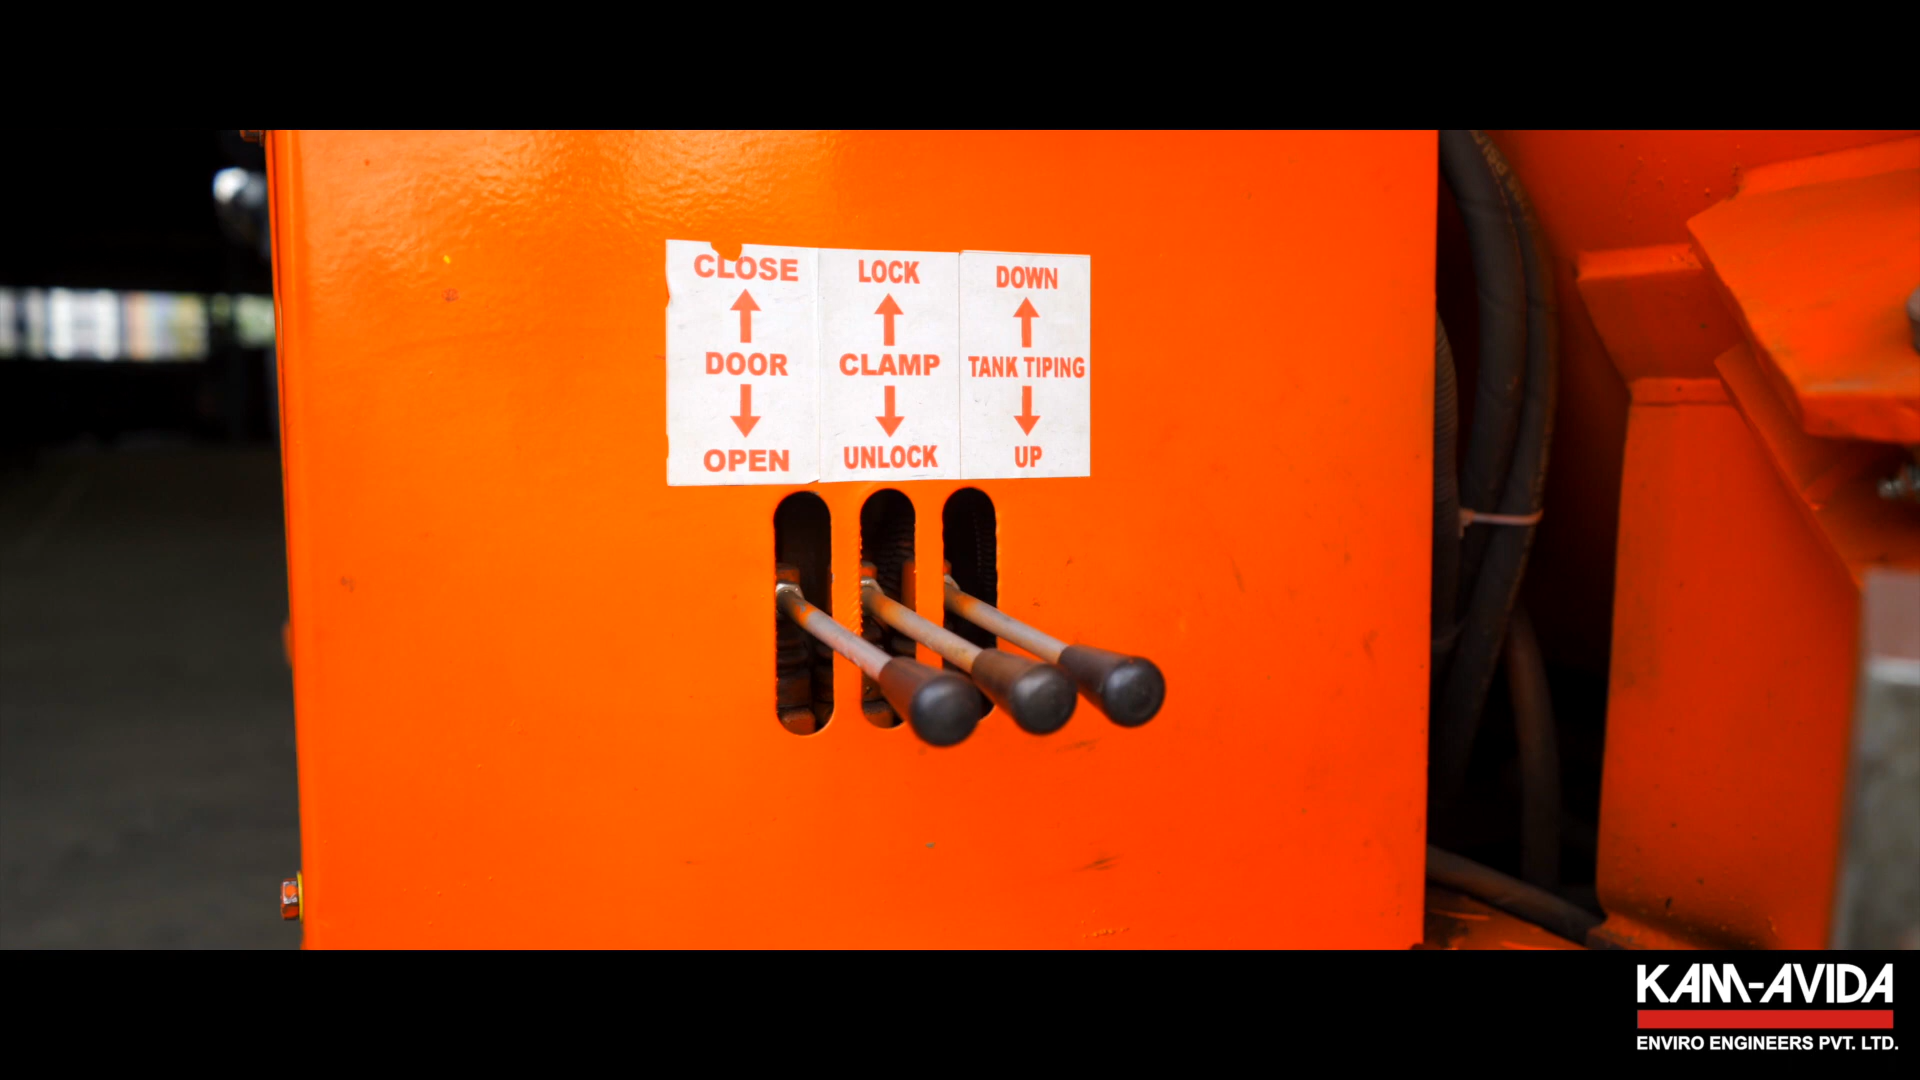 CLOSE
DOOR
OPEN
LOCK
CLAMP
UNLOCK
DOWN
TANK TIPING
UP
KAM-AVIDA
ENVIRO ENGINEERS PVT. LTD.